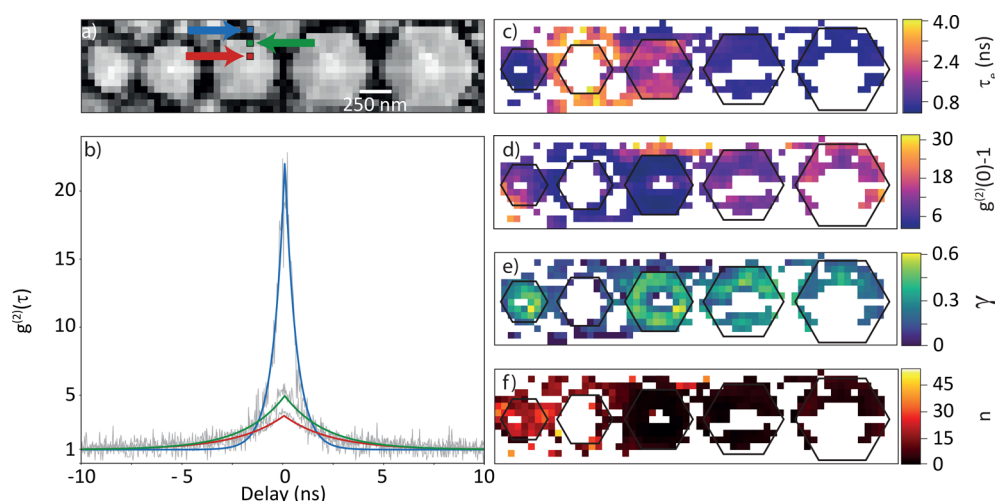 a)
250 nm
b)
20
15
10
5
1
g⁽²⁾(τ)
-10
- 5
0
5
10
Delay (ns)
c)
4.0
2.4
0.8
τₑ (ns)
d)
30
18
6
g⁽²⁾(0)-1
e)
0.6
0.3
0
γ
f)
45
30
15
0
n